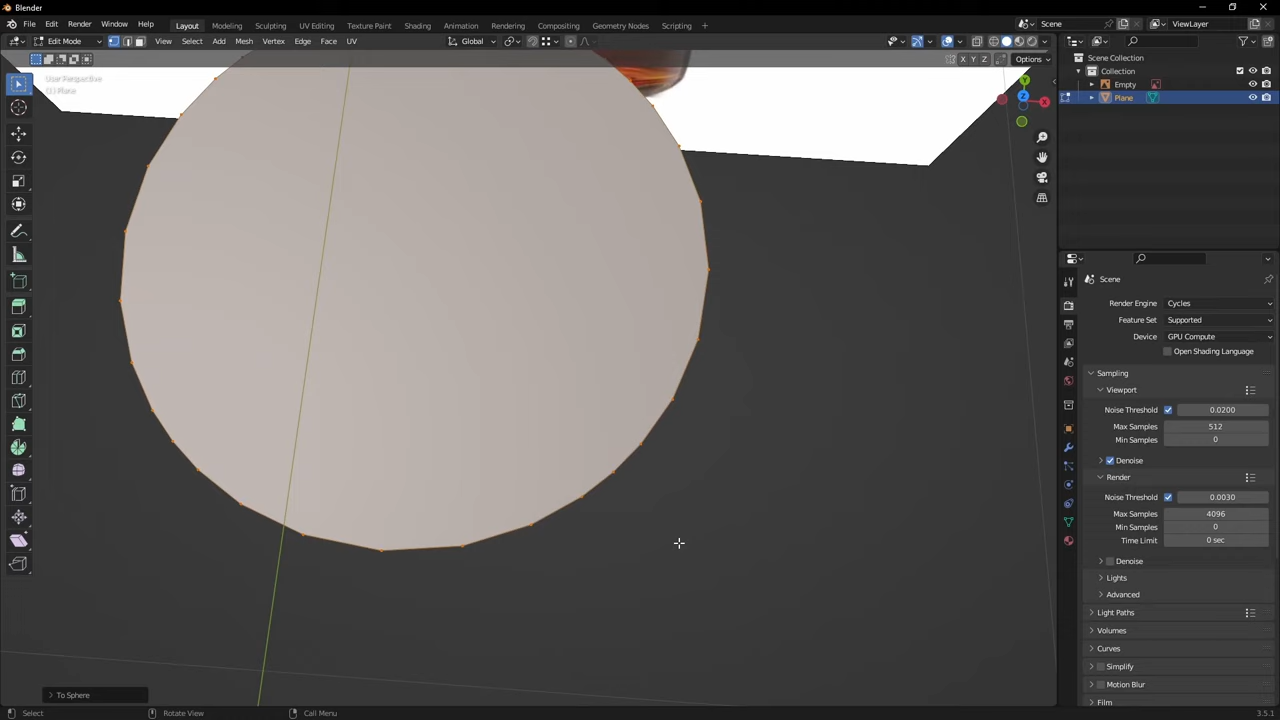 Blender
File Edit Render Window Help
Layout Modeling Sculpting UV Editing Texture Paint Shading Animation Rendering Compositing Geometry Nodes Scripting +
Scene
ViewLayer
Edit Mode View Select Add Mesh Vertex Edge Face UV
Global
X Y Z Options
User Perspective
(1) Plane
Y
Z
X
Scene Collection
Collection
Empty
Plane
Scene
Render Engine Cycles
Feature Set Supported
Device GPU Compute
Open Shading Language
Sampling
Viewport
Noise Threshold 0.0200
Max Samples 512
Min Samples 0
Denoise
Render
Noise Threshold 0.0030
Max Samples 4096
Min Samples 0
Time Limit 0 sec
Denoise
Lights
Advanced
Light Paths
Volumes
Curves
Simplify
Motion Blur
Film
To Sphere
Select Rotate View Call Menu
3.5.1